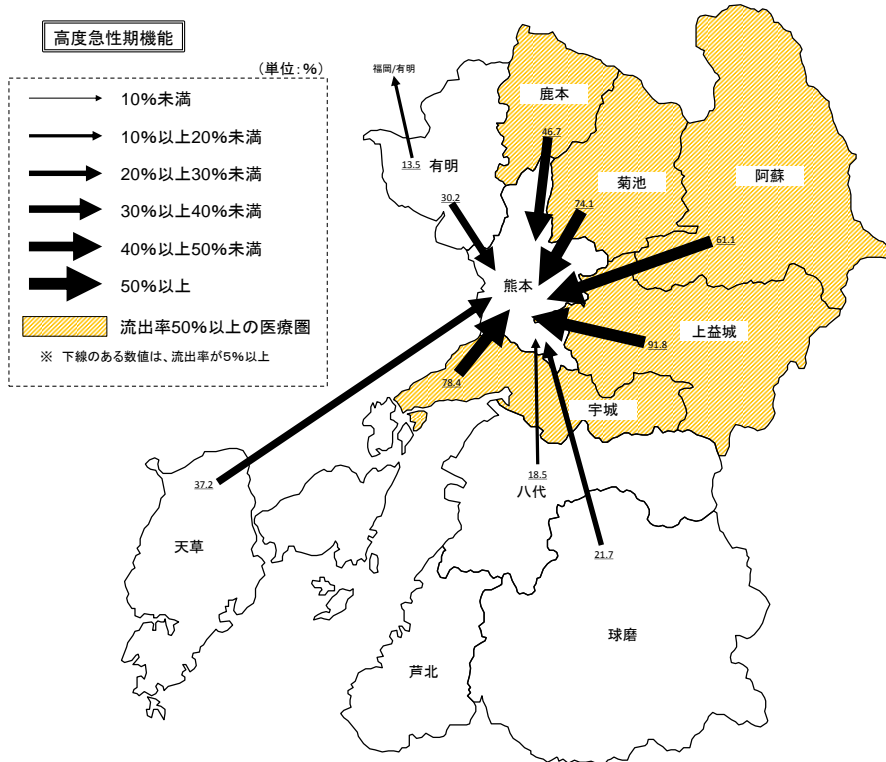 高度急性期機能
(単位:%)
10%未満
10%以上20%未満
20%以上30%未満
30%以上40%未満
40%以上50%未満
50%以上
流出率50%以上の医療圏
※ 下線のある数値は、流出率が5%以上
福岡/有明
13.5
有明
30.2
鹿本
46.7
菊池
74.1
阿蘇
61.1
熊本
上益城
91.8
78.4
宇城
18.5
八代
37.2
天草
21.7
球磨
芦北